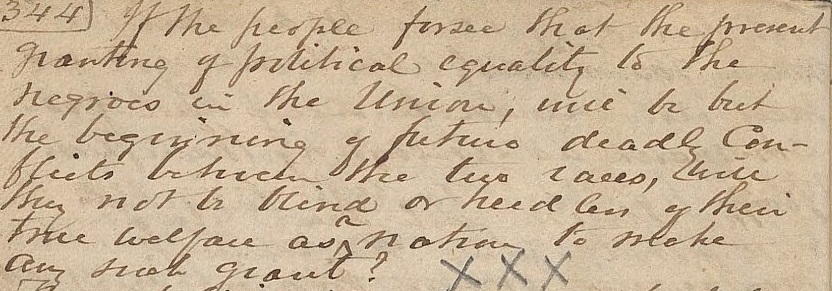 344] If the people forsee that the present
granting of political equality to the
negroes in the Union, will be but
the beginning of future deadly Con-
flicts between the two races, will
they not be blind or heedless of their
true welfare as a nation to make
any such grant?
X X X